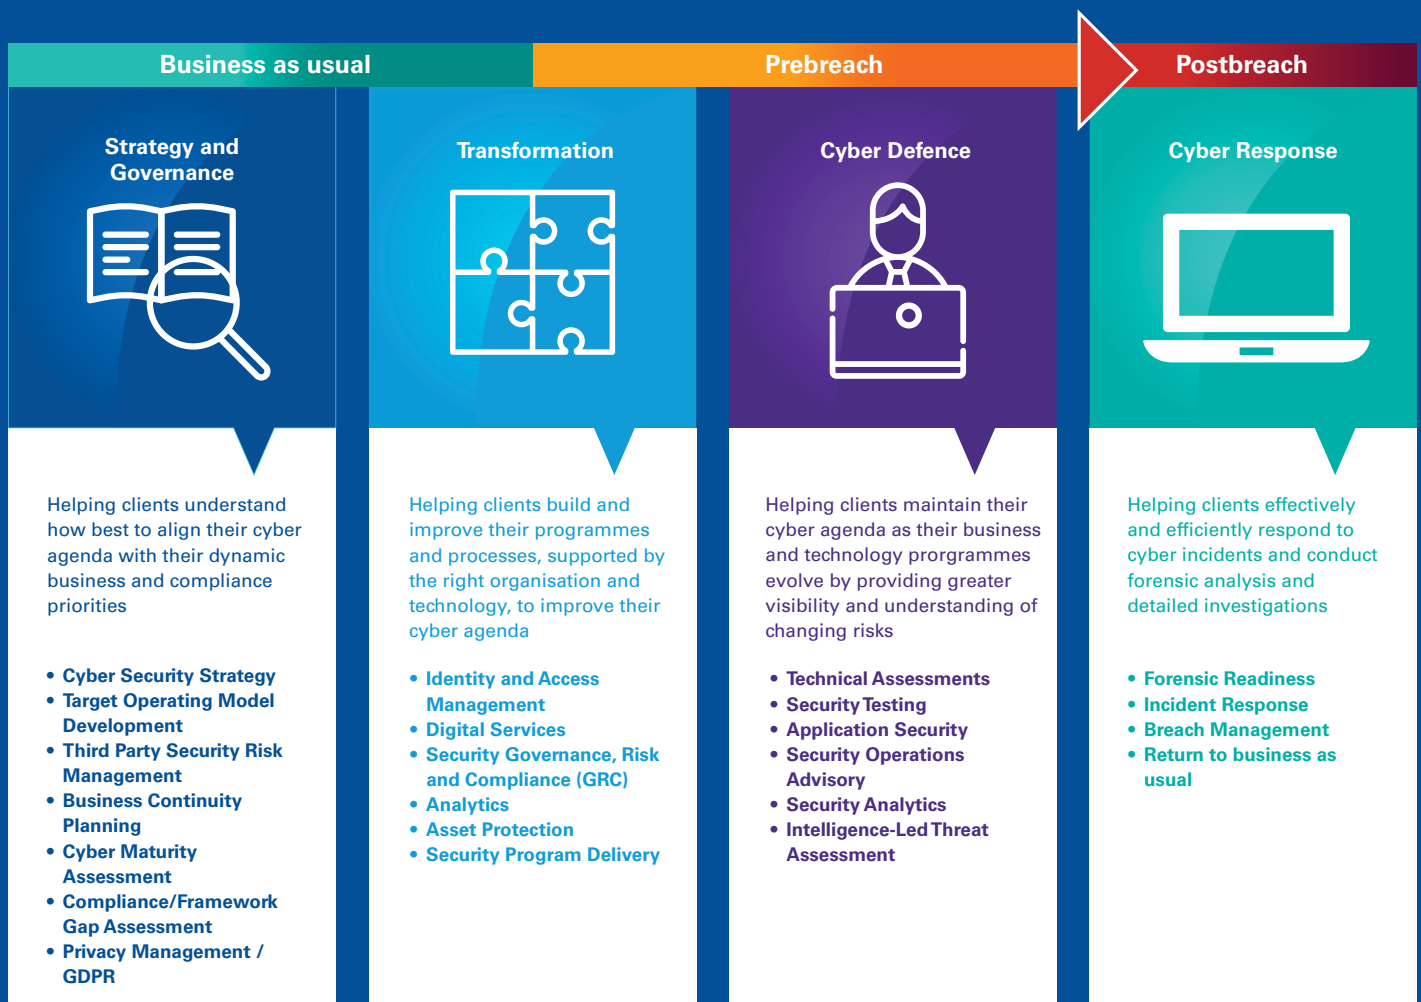 Business as usual
Prebreach
Postbreach
Strategy and
Governance
Helping clients understand
how best to align their cyber
agenda with their dynamic
business and compliance
priorities
• Cyber Security Strategy
• Target Operating Model
Development
• Third Party Security Risk
Management
• Business Continuity
Planning
• Cyber Maturity
Assessment
• Compliance/Framework
Gap Assessment
• Privacy Management /
GDPR
Transformation
Helping clients build and
improve their programmes
and processes, supported by
the right organisation and
technology, to improve their
cyber agenda
• Identity and Access
Management
• Digital Services
• Security Governance, Risk
and Compliance (GRC)
• Analytics
• Asset Protection
• Security Program Delivery
Cyber Defence
Helping clients maintain their
cyber agenda as their business
and technology prorgrammes
evolve by providing greater
visibility and understanding of
changing risks
• Technical Assessments
• Security Testing
• Application Security
• Security Operations
Advisory
• Security Analytics
• Intelligence-Led Threat
Assessment
Cyber Response
Helping clients effectively
and efficiently respond to
cyber incidents and conduct
forensic analysis and
detailed investigations
• Forensic Readiness
• Incident Response
• Breach Management
• Return to business as
usual